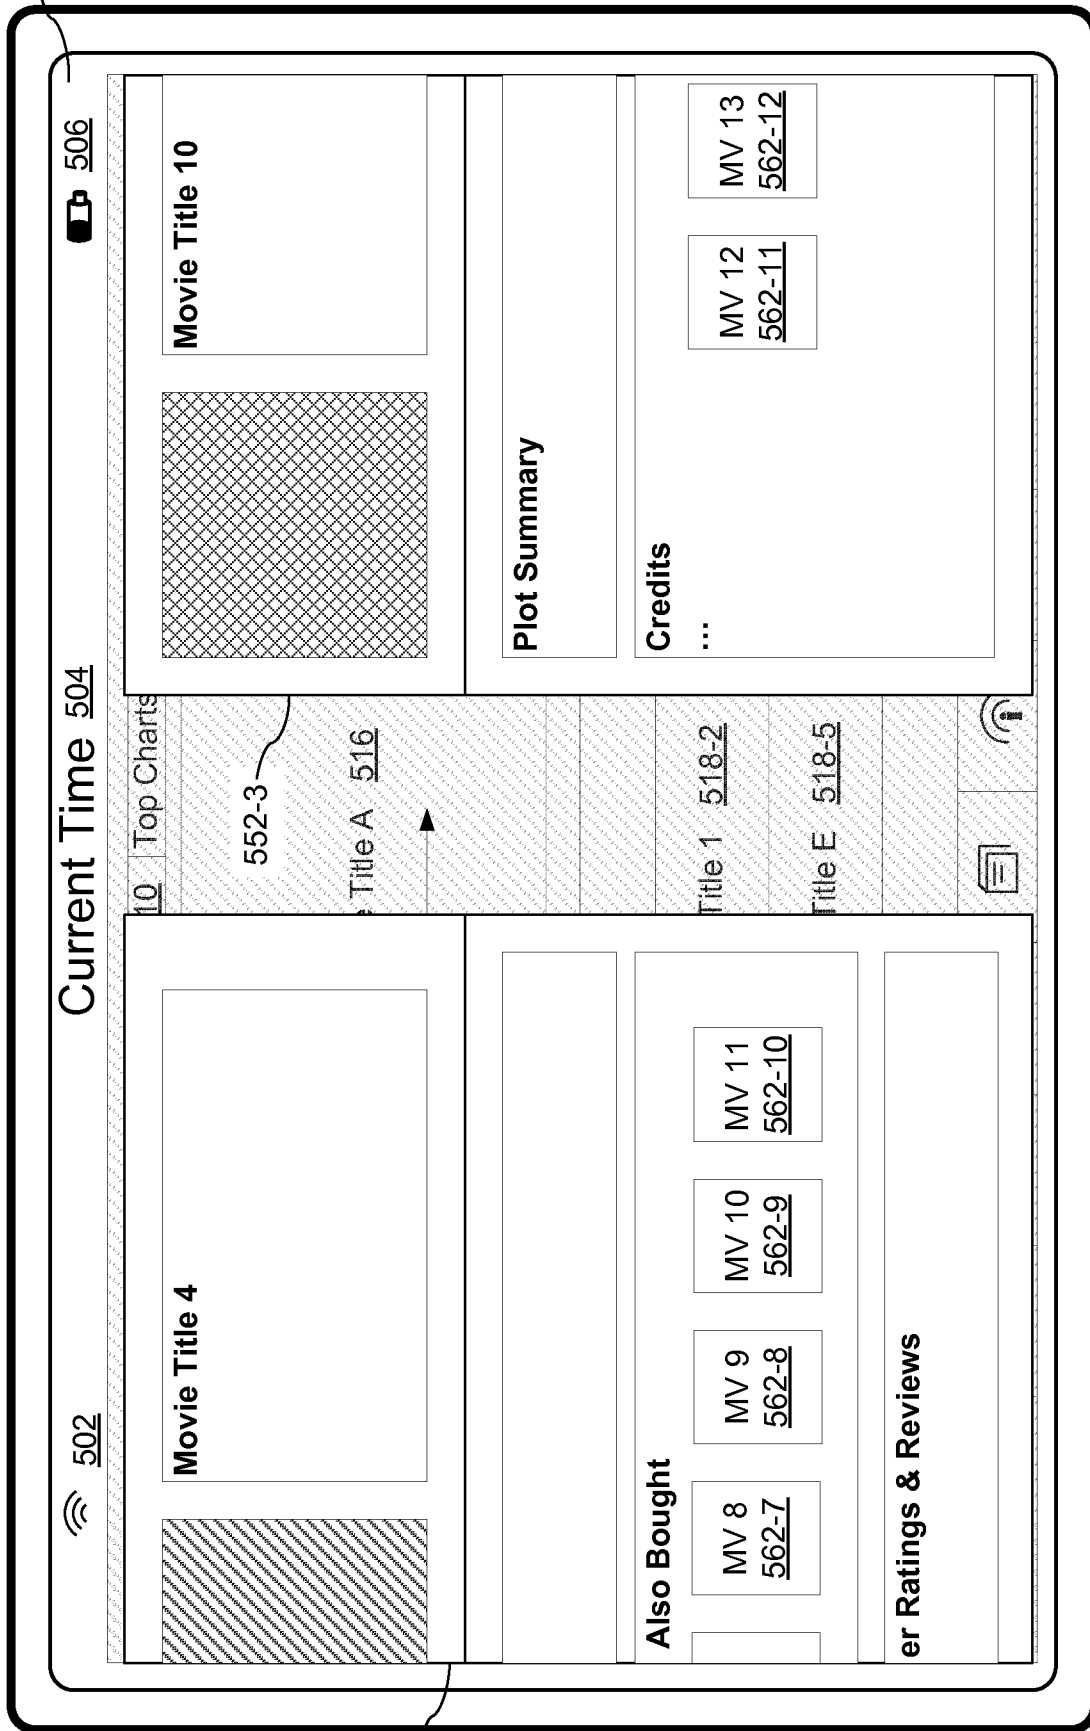 502
Current Time 504
506
10
Top Charts
Movie Title 4
Movie Title 10
552-3
Title A 516
Plot Summary
Also Bought
Credits
...
MV 8
562-7
MV 9
562-8
MV 10
562-9
MV 11
562-10
Title 1 518-2
MV 12
562-11
MV 13
562-12
Title E 518-5
er Ratings & Reviews